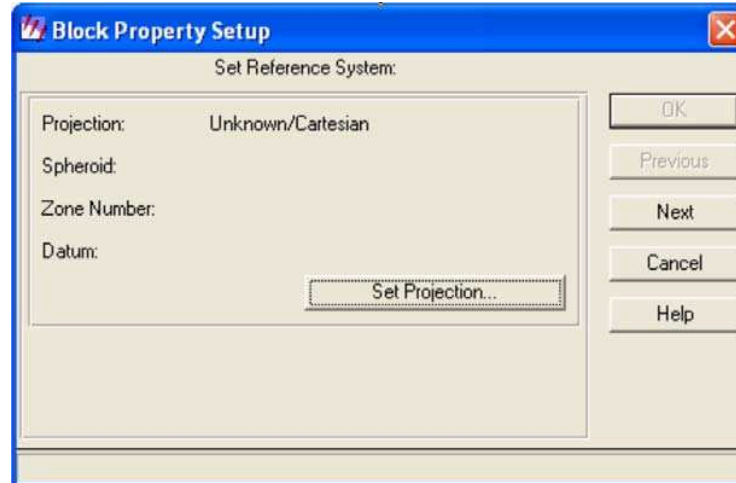 Block Property Setup
Set Reference System:
Projection: Unknown/Cartesian
Spheroid:
Zone Number:
Datum:
Set Projection...
OK
Previous
Next
Cancel
Help